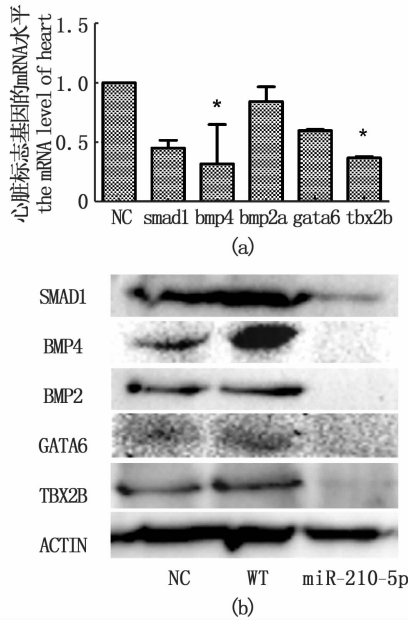 心脏标志基因的mRNA水平
the mRNA level of heart
1.5
1.0
0.5
0
* *
NC smad1 bmp4 bmp2a gata6 tbx2b
(a)
SMAD1
BMP4
BMP2
GATA6
TBX2B
ACTIN
NC WT miR-210-5p
(b)